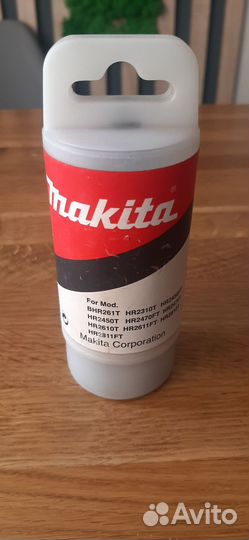 makita®
For Mod.
BHR261T HR2310T
HR2450T HR2470FT
HR2610T HR2611FT
HR2811FT
Makita Corporation
Avito